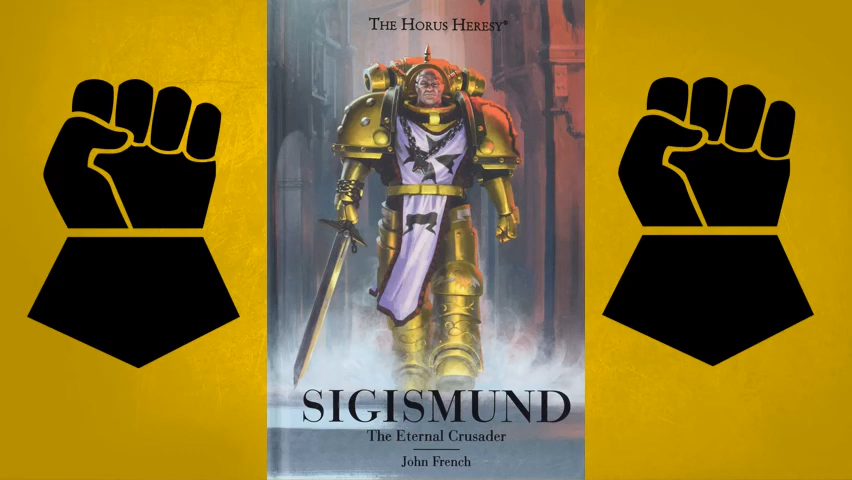 The Horus Heresy®
SIGISMUND
The Eternal Crusader
John French